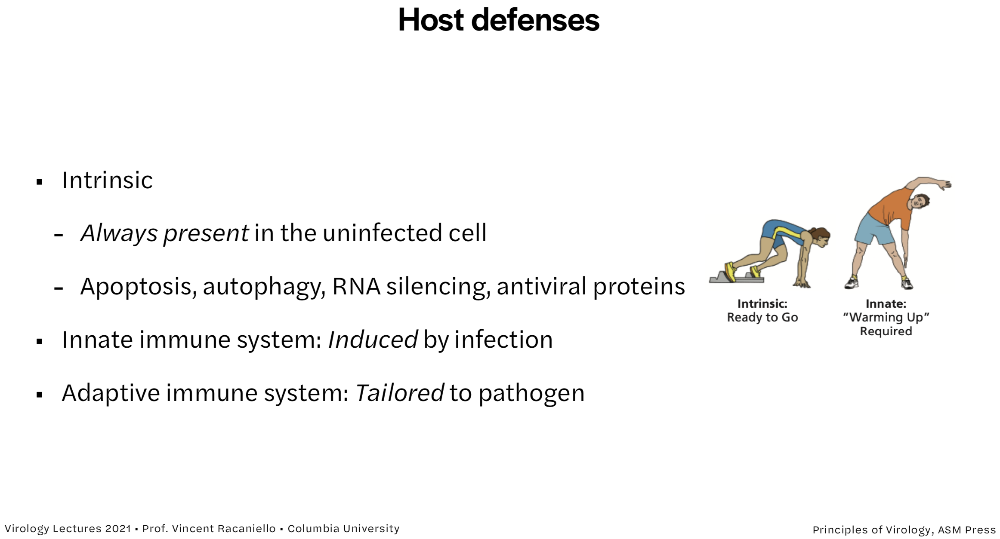 Host defenses
▪ Intrinsic
- Always present in the uninfected cell
- Apoptosis, autophagy, RNA silencing, antiviral proteins
▪ Innate immune system: Induced by infection
▪ Adaptive immune system: Tailored to pathogen
Intrinsic:
Ready to Go
Innate:
“Warming Up”
Required
Virology Lectures 2021 ▪ Prof. Vincent Racaniello ▪ Columbia University
Principles of Virology, ASM Press